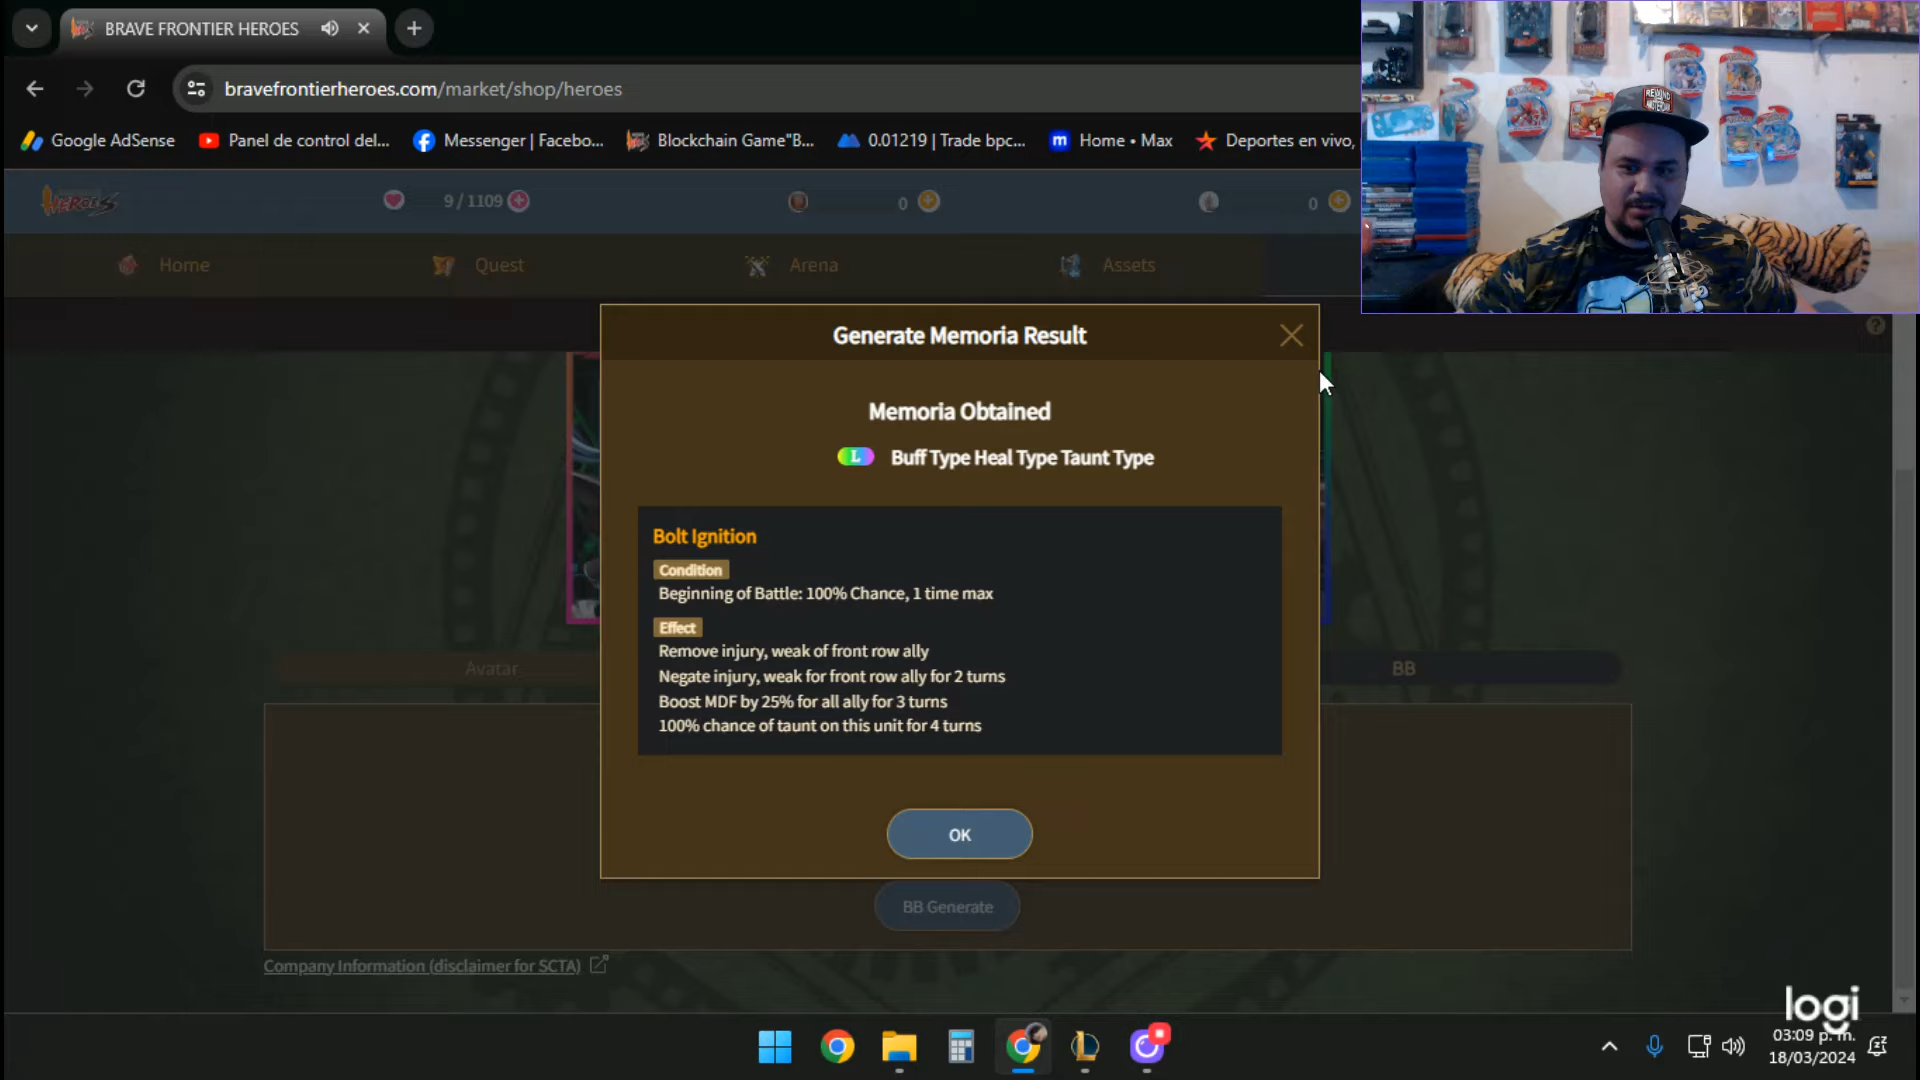 BRAVE FRONTIER HEROES
bravefrontierheroes.com/market/shop/heroes
Google AdSense
Panel de control del...
Messenger | Facebo...
Blockchain Game"B...
0.01219 | Trade bpc...
m Home • Max
Deportes en vivo,
HEROES
9 / 1109
0
0
Home
Quest
Arena
Assets
Generate Memoria Result
Memoria Obtained
L Buff Type Heal Type Taunt Type
Bolt Ignition
Condition
Beginning of Battle: 100% Chance, 1 time max
Effect
Remove injury, weak of front row ally
Negate injury, weak for front row ally for 2 turns
Boost MDF by 25% for all ally for 3 turns
100% chance of taunt on this unit for 4 turns
Avatar
BB
OK
BB Generate
Company Information (disclaimer for SCTA)
logi
03:09 p. m.
18/03/2024